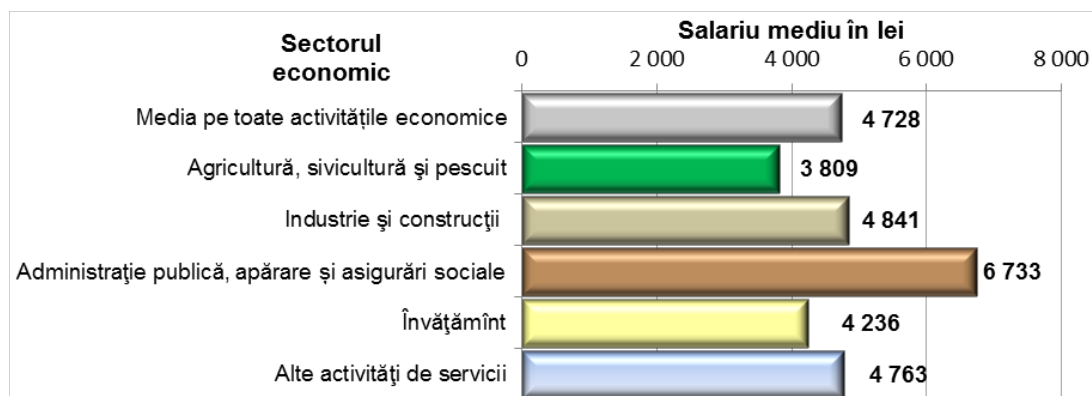 Sectorul
economic
Salariu mediu în lei
0 2 000 4 000 6 000 8 000
Media pe toate activitățile economice 4 728
Agricultură, sivicultură şi pescuit 3 809
Industrie şi construcţii 4 841
Administraţie publică, apărare și asigurări sociale 6 733
Învăţămînt 4 236
Alte activităţi de servicii 4 763